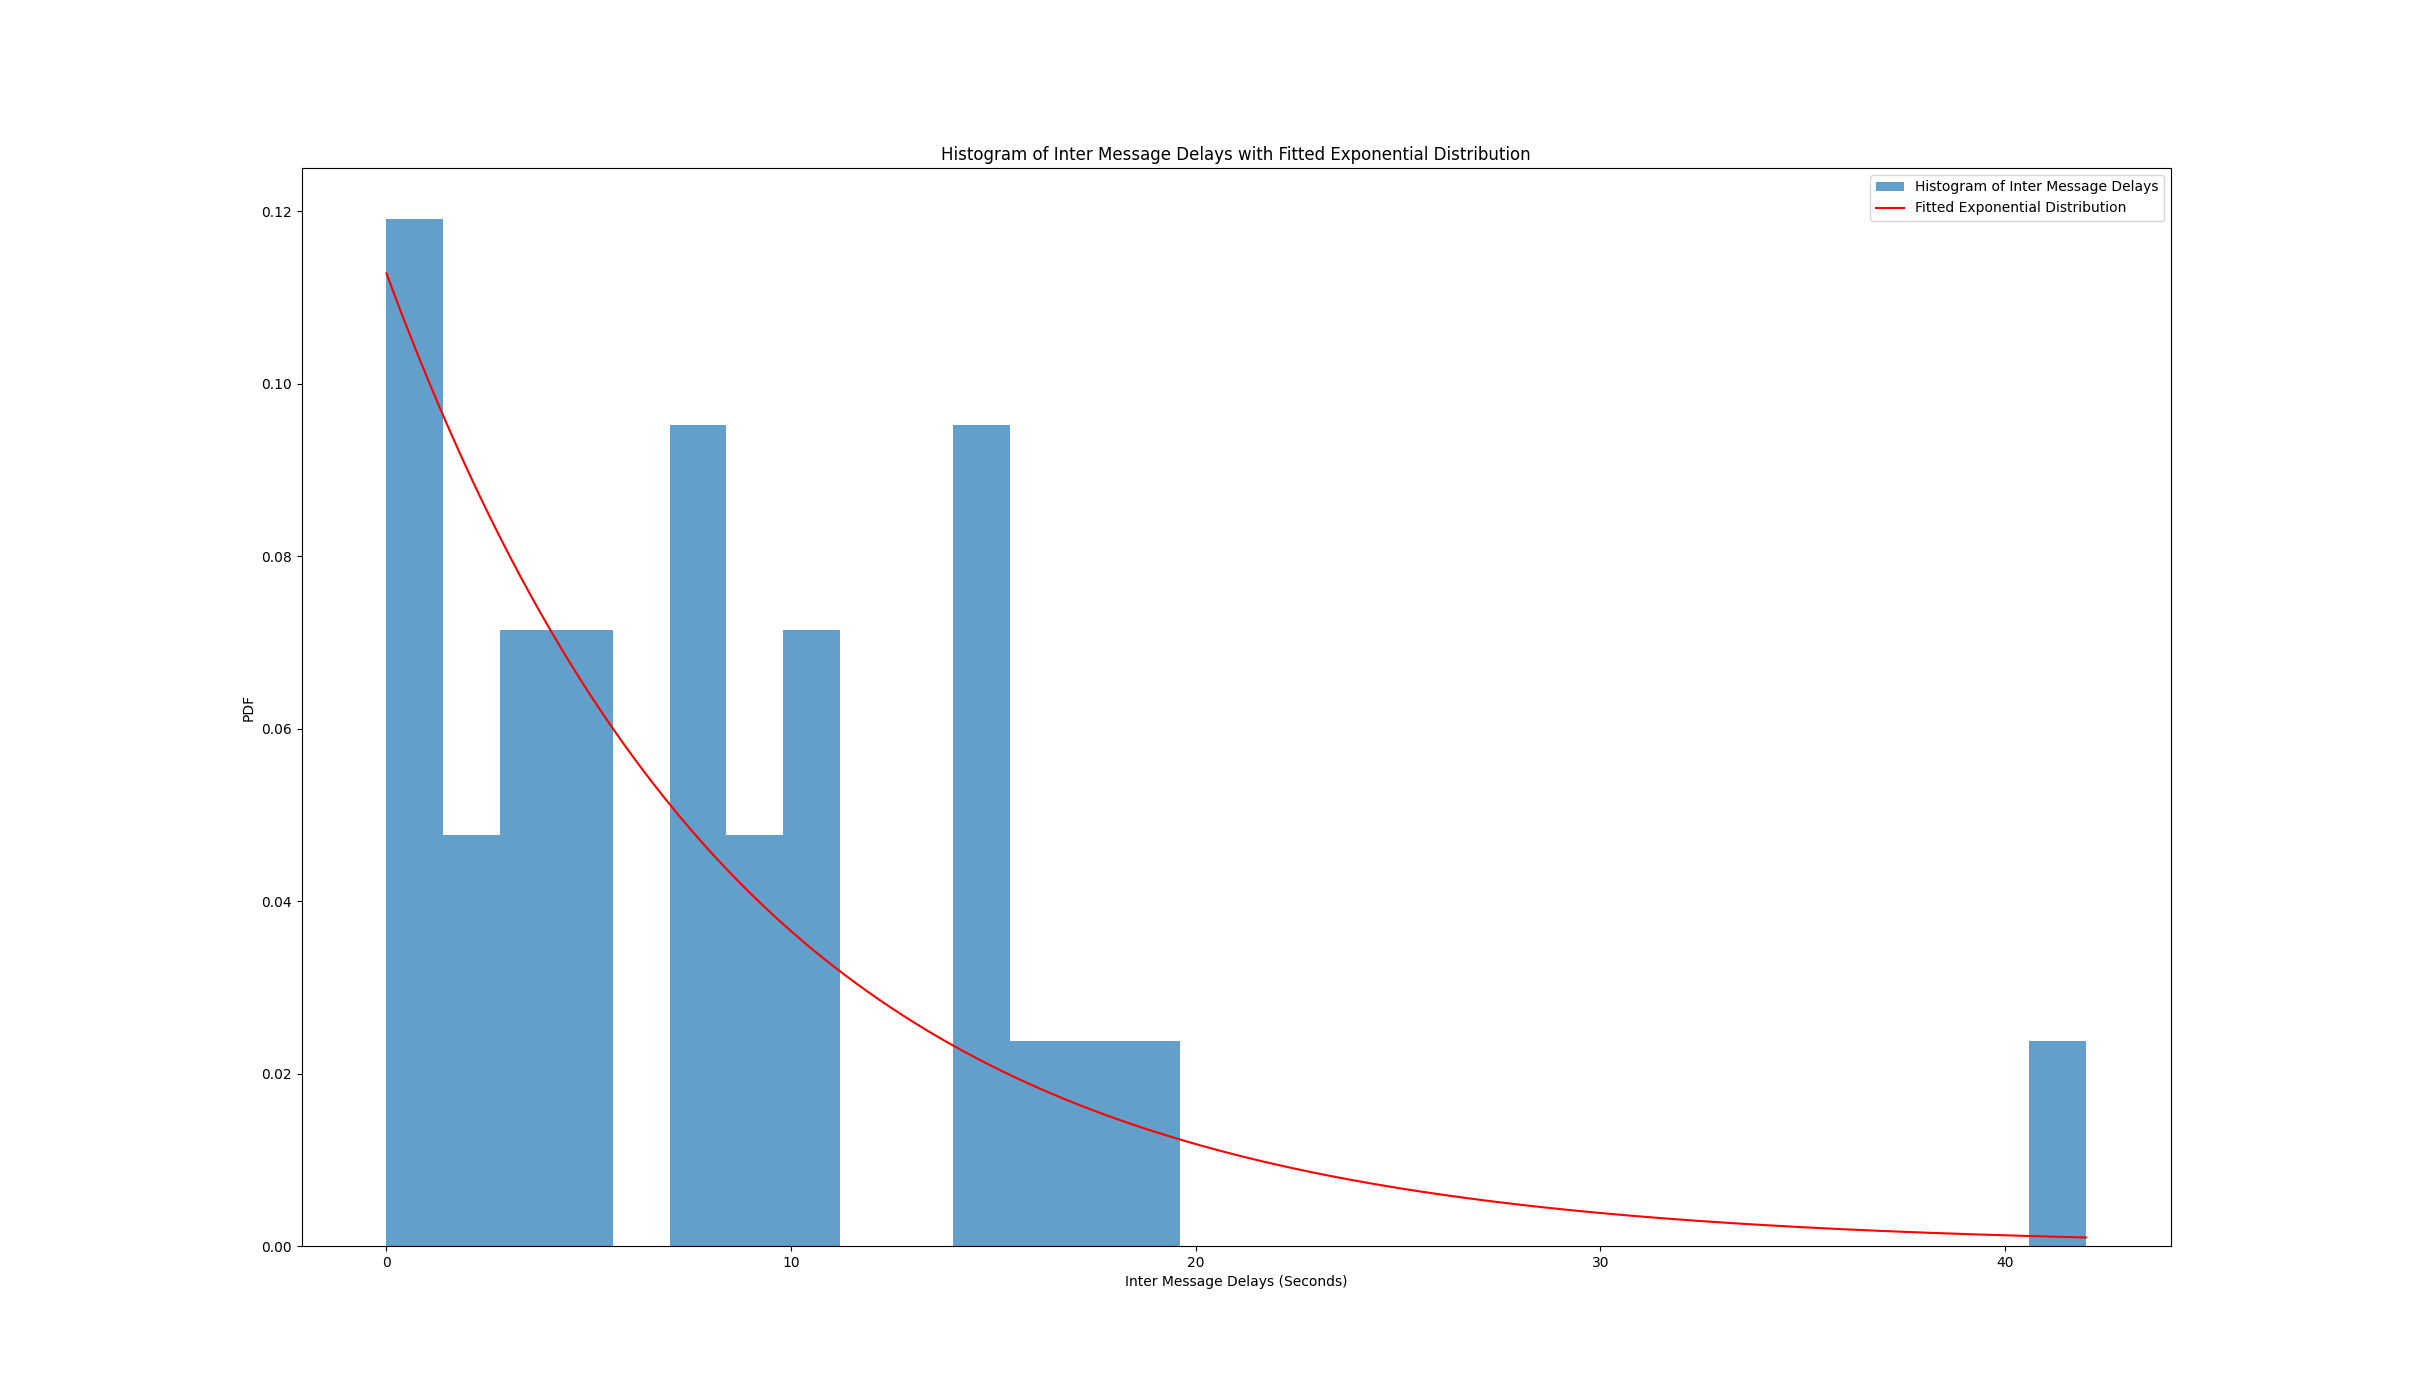 Histogram of Inter Message Delays with Fitted Exponential Distribution
Histogram of Inter Message Delays
Fitted Exponential Distribution
0.12
0.10
0.08
0.06
0.04
0.02
0.00
PDF
0 10 20 30 40
Inter Message Delays (Seconds)